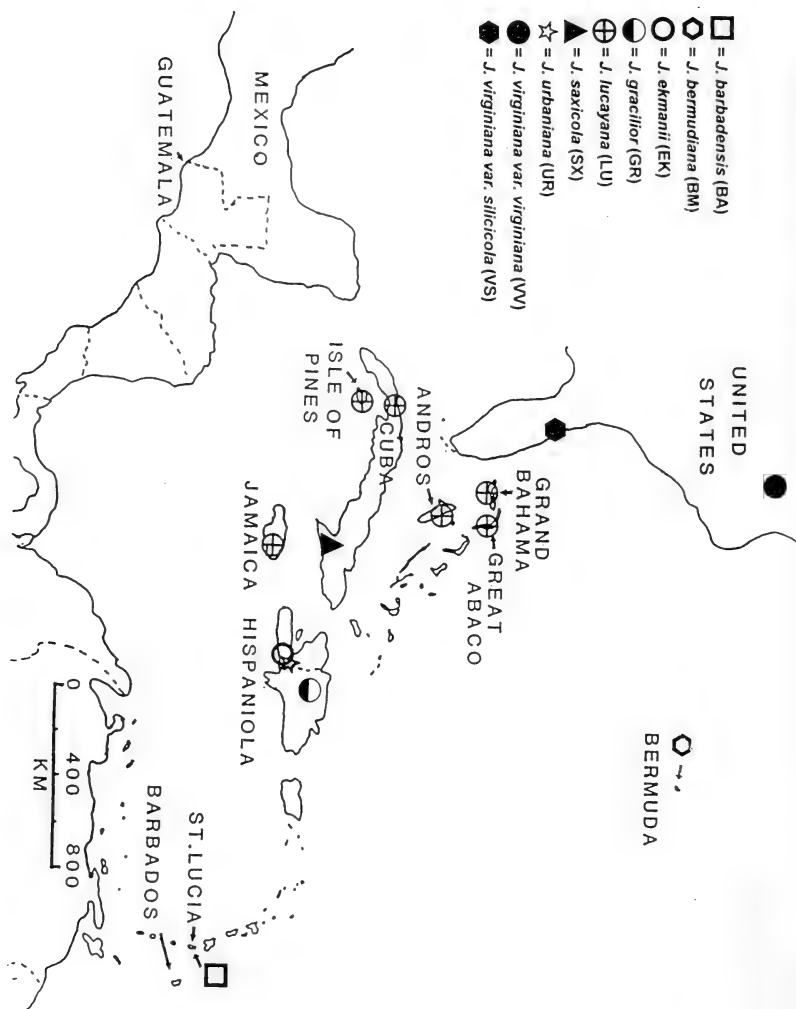 □ = J. barbadensis (BA)
⬡ = J. bermudiana (BM)
○ = J. ekmanii (EK)
◐ = J. gracilior (GR)
⊕ = J. lucayana (LU)
▲ = J. saxicola (SX)
☆ = J. urbaniana (UR)
● = J. virginiana var. virginiana (VV)
⬢ = J. virginiana var. silicicola (VS)
UNITED
STATES
BERMUDA
GRAND
BAHAMA
GREAT
ABACO
ANDROS
CUBA
ISLE OF
PINES
MEXICO
GUATEMALA
JAMAICA
HISPANIOLA
ST.LUCIA
BARBADOS
0 400 800
KM